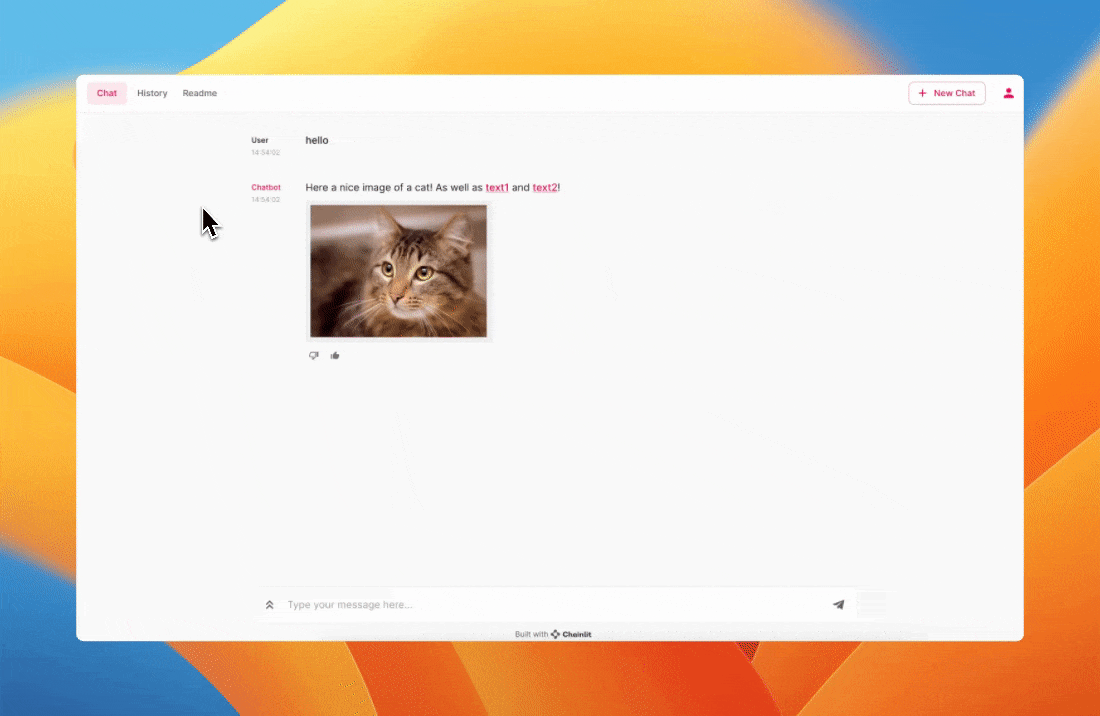 Chat History Readme
+ New Chat
User hello
14:54:02
Chatbot Here a nice image of a cat! As well as text1 and text2!
14:54:02
Type your message here...
Built with Chainlit